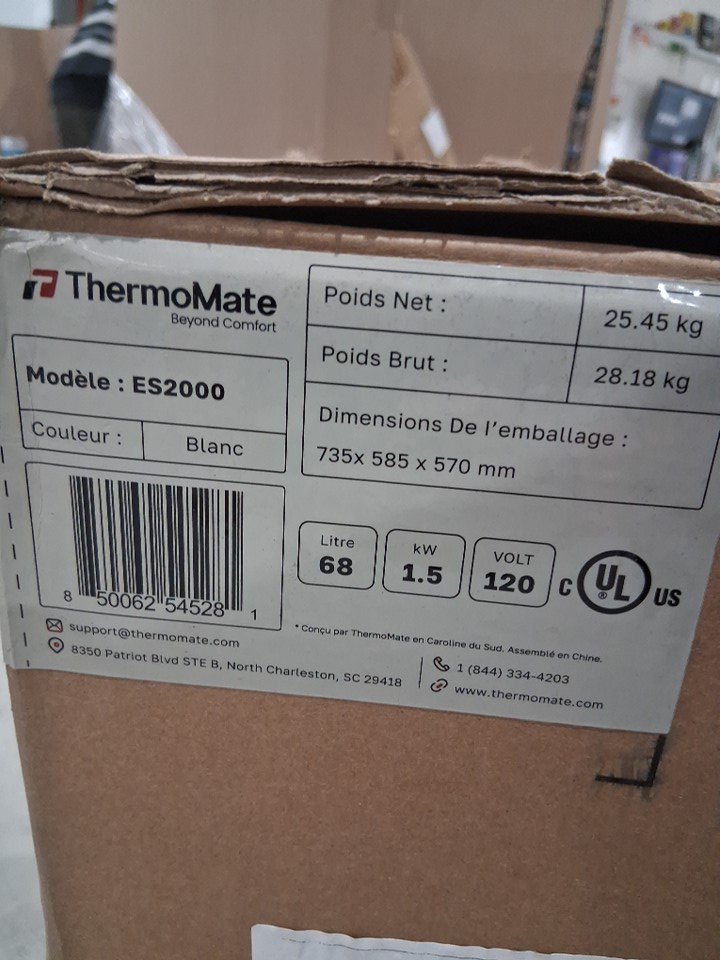 ThermoMate
Beyond Comfort
Modèle : ES2000
Couleur : Blanc
Poids Net : 25.45 kg
Poids Brut : 28.18 kg
Dimensions De l'emballage :
735x 585 x 570 mm
8 50062 54528 1
Litre
68
kW
1.5
VOLT
120
C UL® US
* Conçu par ThermoMate en Caroline du Sud. Assemblé en Chine.
support@thermomate.com
8350 Patriot Blvd STE B, North Charleston, SC 29418
1 (844) 334-4203
www.thermomate.com